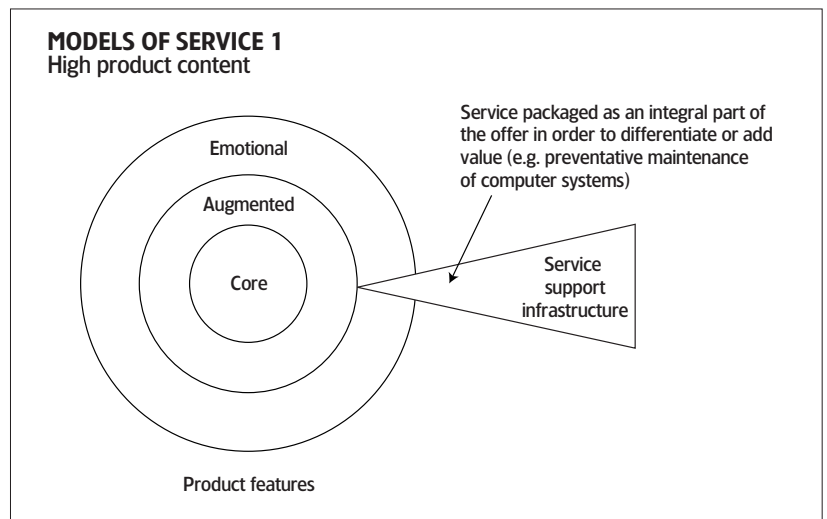 MODELS OF SERVICE 1
High product content
Service packaged as an integral part of
the offer in order to differentiate or add
value (e.g. preventative maintenance
of computer systems)
Emotional
Augmented
Core
Service
support
infrastructure
Product features